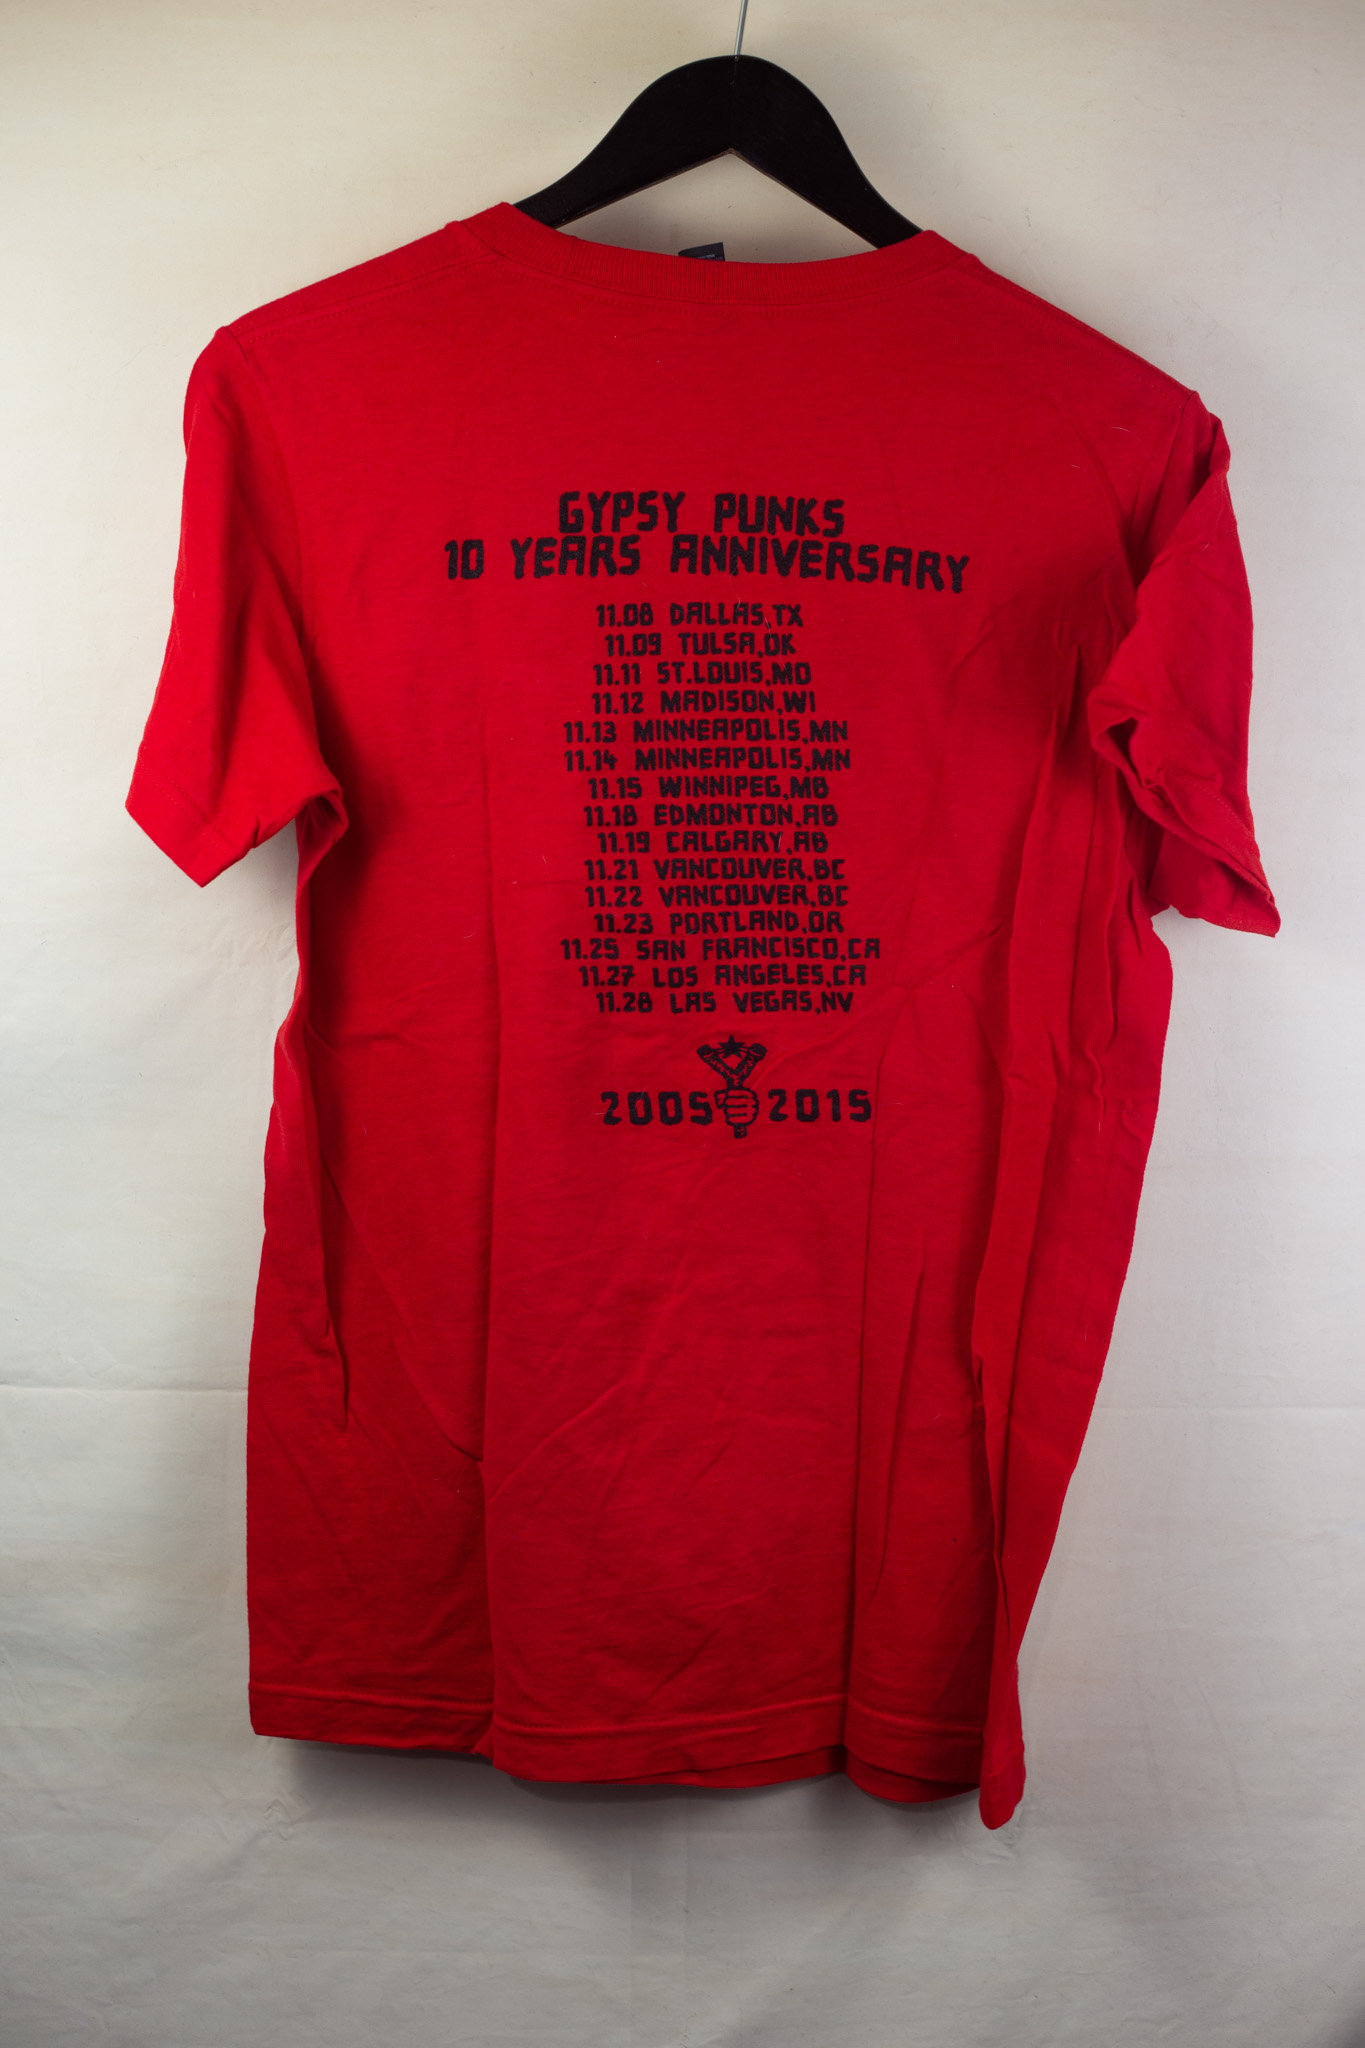 GYPSY PUNKS
10 YEARS ANNIVERSARY
11.08 DALLAS,TX
11.09 TULSA,OK
11.11 ST.LOUIS,MO
11.12 MADISON,WI
11.13 MINNEAPOLIS,MN
11.14 MINNEAPOLIS,MN
11.15 WINNIPEG,MB
11.18 EDMONTON,AB
11.19 CALGARY,AB
11.21 VANCOUVER,BC
11.22 VANCOUVER,BC
11.23 PORTLAND,OR
11.25 SAN FRANCISCO,CA
11.27 LOS ANGELES,CA
11.28 LAS VEGAS,NV
2005 2015